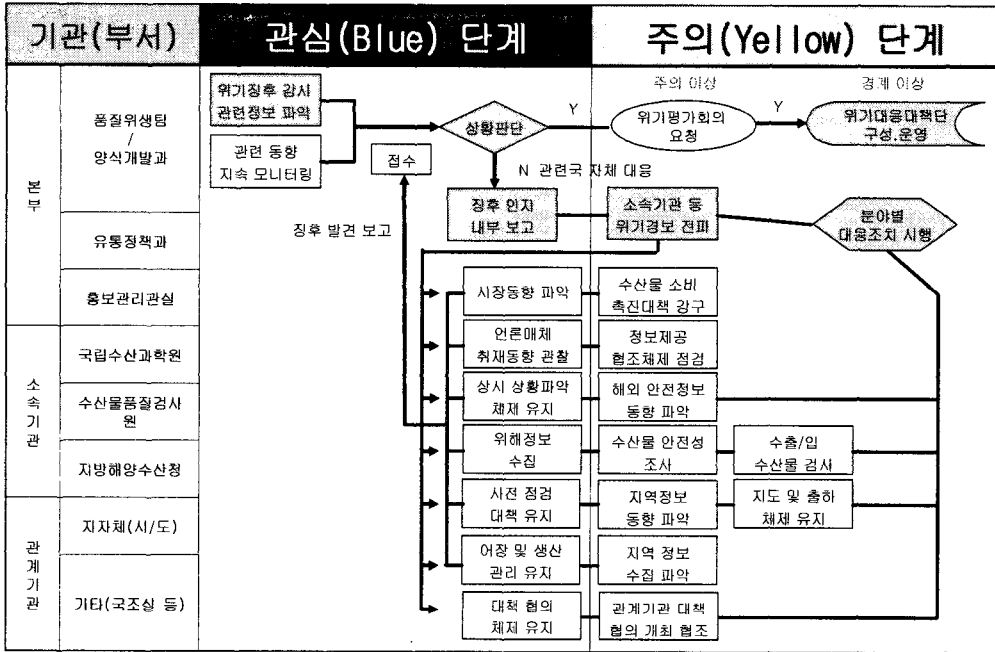 기관(부서)
관심(Blue) 단계
주의(Yellow) 단계
본부
품질위생팀
/
양식개발과
유통정책과
홍보관리관실
소속기관
국립수산과학원
수산물품질검사
원
지방해양수산청
관계기관
지자체(시/도)
기타(국조실 등)
위기징후 감시
관련정보 파악
관련 동향
지속 모니터링
접수
상황판단
Y
주의 이상
위기평가회의
요청
Y
경계 이상
위기대응대책단
구성.운영
N 관련국 자체 대응
징후 발견 보고
징후 인지
내부 보고
소속기관 등
위기경보 전파
분야별
대응조치 시행
시장동향 파악
수산물 소비
촉진대책 강구
언론매체
취재동향 관찰
정보제공
협조체제 점검
상시 상황파악
체제 유지
해외 안전정보
동향 파악
위해정보
수집
수산물 안전성
조사
수출/입
수산물 검사
사전 점검
대책 유지
지역정보
동향 파악
지도 및 출하
체제 유지
어장 및 생산
관리 유지
지역 정보
수집 파악
대책 협의
체제 유지
관계기관 대책
협의 개최 협조